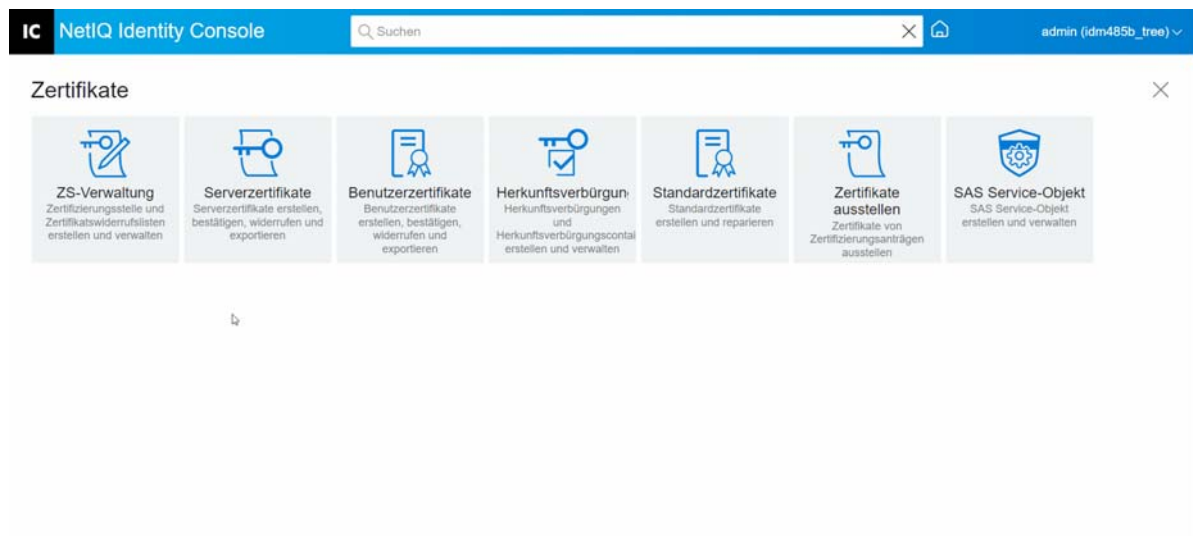 IC NetIQ Identity Console
Suchen
admin (idm485b_tree)
Zertifikate
ZS-Verwaltung
Zertifizierungsstelle und
Zertifikatswiderrufslisten
erstellen und verwalten
Serverzertifikate
Serverzertifikate erstellen,
bestätigen, widerrufen und
exportieren
Benutzerzertifikate
Benutzerzertifikate
erstellen, bestätigen,
widerrufen und
exportieren
Herkunftsverbürgun
Herkunftsverbürgungen
und
Herkunftsverbürgungscontai
erstellen und verwalten
Standardzertifikate
Standardzertifikate
erstellen und reparieren
Zertifikate
ausstellen
Zertifikate von
Zertifizierungsanträgen
ausstellen
SAS Service-Objekt
SAS Service-Objekt
erstellen und verwalten